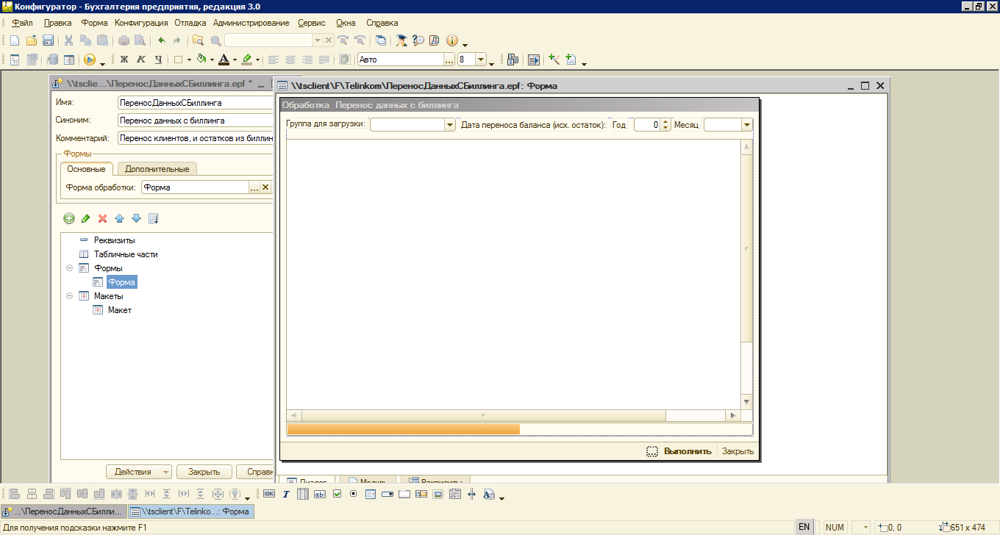 Конфигуратор - Бухгалтерия предприятия, редакция 3.0
Файл Правка Форма Конфигурация Отладка Администрирование Сервис Окна Справка
Ж К Ч Авто ... 8
\\tsclie...\ПереносДанныхСБиллинга.epf *
Имя: ПереносДанныхСБиллинга
Синоним: Перенос данных с биллинга
Комментарий: Перенос клиентов, и остатков из биллин
Формы
Основные Дополнительные
Форма обработки: Форма ...
Реквизиты
Табличные части
Формы
Форма
Макеты
Макет
Действия Закрыть Справк
\\tsclient\F\Telinkom\ПереносДанныхСБиллинга.epf: Форма
Обработка Перенос данных с биллинга
Группа для загрузки: Дата переноса баланса (исх. остаток): Год 0 Месяц
Выполнить Закрыть
Диалог Модуль Реквизиты
OK T ab
...\ПереносДанныхСБилли... \\tsclient\F\Telinko...: Форма
Для получения подсказки нажмите F1 EN NUM 0, 0 651 x 474